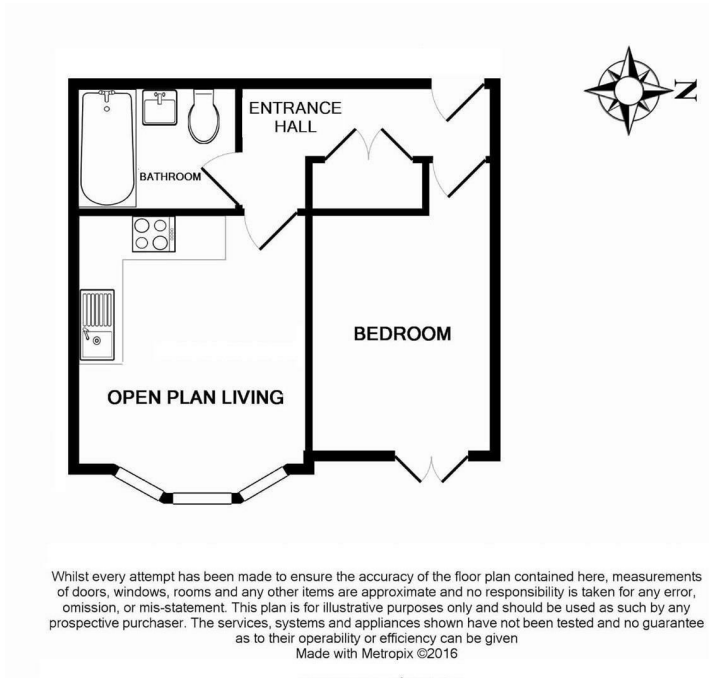 ENTRANCE
HALL
N
BATHROOM
BEDROOM
OPEN PLAN LIVING
Whilst every attempt has been made to ensure the accuracy of the floor plan contained here, measurements
of doors, windows, rooms and any other items are approximate and no responsibility is taken for any error,
omission, or mis-statement. This plan is for illustrative purposes only and should be used as such by any
prospective purchaser. The services, systems and appliances shown have not been tested and no guarantee
as to their operability or efficiency can be given
Made with Metropix ©2016